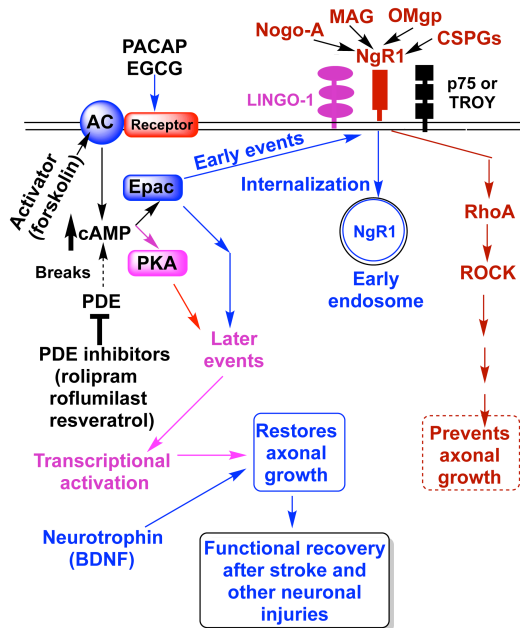 PACAP
EGCG
AC
Receptor
Activator
(forskolin)
cAMP
Breaks
PDE
PDE inhibitors
(rolipram
roflumilast
resveratrol)
Epac
PKA
Early events
Later
events
Transcriptional
activation
Neurotrophin
(BDNF)
Restores
axonal
growth
Functional recovery
after stroke and
other neuronal
injuries
Nogo-A
MAG
OMgp
CSPGs
NgR1
LINGO-1
p75 or
TROY
Internalization
NgR1
Early
endosome
RhoA
ROCK
Prevents
axonal
growth